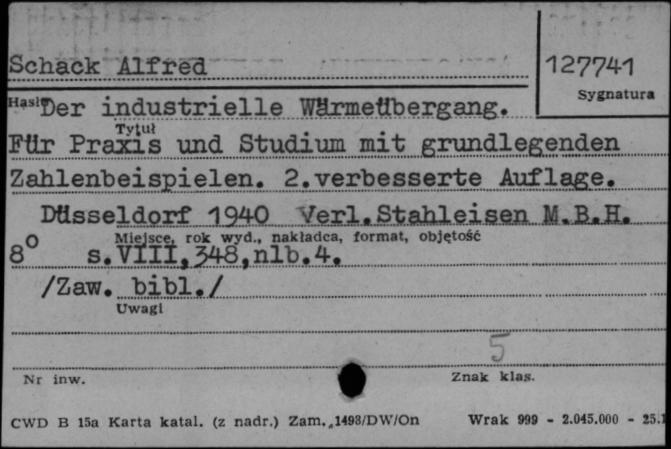 Schack Alfred
127741
Sygnatura
Hasło
Der industrielle Wärmeübergang.
Tytuł
Für Praxis und Studium mit grundlegenden
Zahlenbeispielen. 2.verbesserte Auflage.
Düsseldorf 1940 Verl.Stahleisen M.B.H.
Miejsce, rok wyd., nakładca, format, objętość
8° s.VIII,348,nlb.4.
/Zaw. bibl./
Uwagi
5
Nr inw.
Znak klas.
CWD B 15a Karta katal. (z nadr.) Zam. 1493/DW/On Wrak 999 - 2.045.000 - 25.